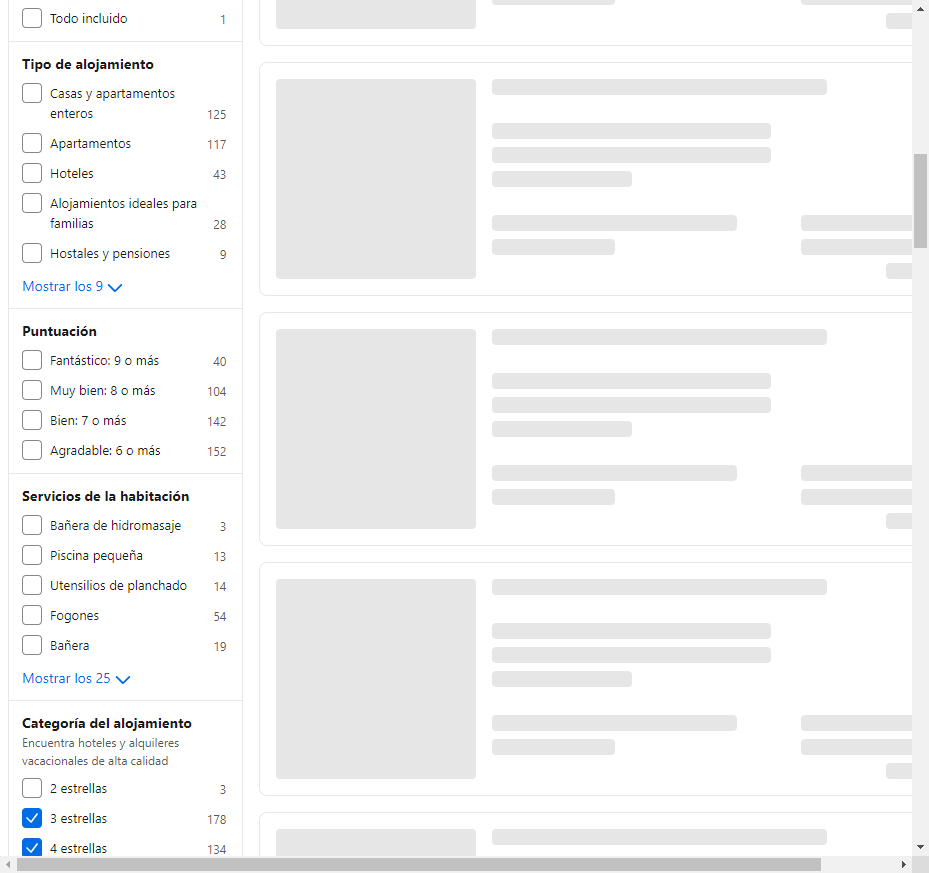 Todo incluido 1
Tipo de alojamiento
Casas y apartamentos
enteros 125
Apartamentos 117
Hoteles 43
Alojamientos ideales para
familias 28
Hostales y pensiones 9
Mostrar los 9
Puntuación
Fantástico: 9 o más 40
Muy bien: 8 o más 104
Bien: 7 o más 142
Agradable: 6 o más 152
Servicios de la habitación
Bañera de hidromasaje 3
Piscina pequeña 13
Utensilios de planchado 14
Fogones 54
Bañera 19
Mostrar los 25
Categoría del alojamiento
Encuentra hoteles y alquileres
vacacionales de alta calidad
2 estrellas 3
3 estrellas 178
4 estrellas 134